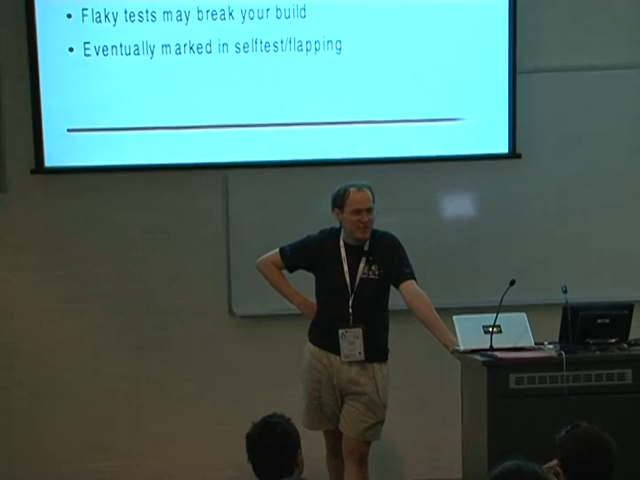 • Flaky tests may break your build
• Eventually marked in selftest/flapping